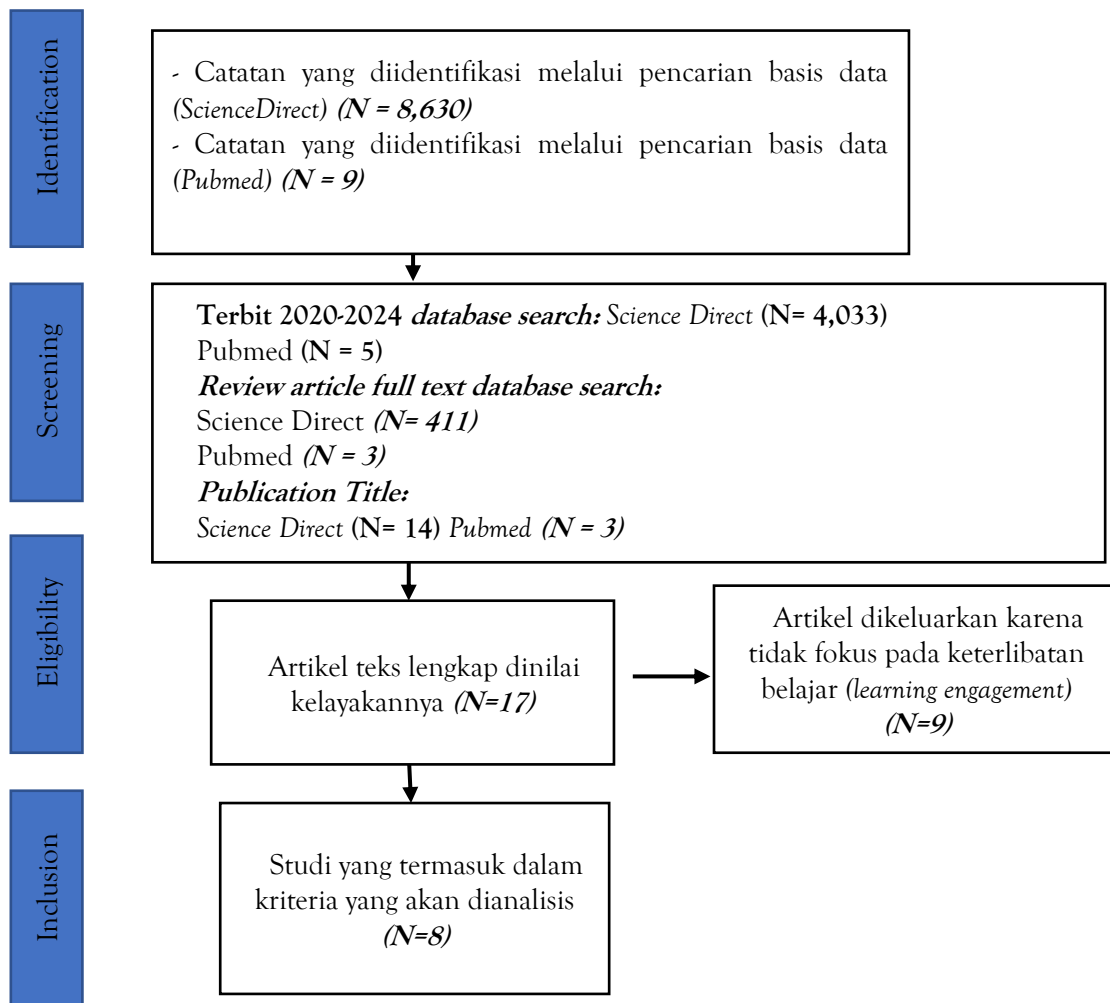 Identification
- Catatan yang diidentifikasi melalui pencarian basis data
(ScienceDirect) (N = 8,630)
- Catatan yang diidentifikasi melalui pencarian basis data
(Pubmed) (N = 9)
Screening
Terbit 2020-2024 database search: Science Direct (N= 4,033)
Pubmed (N = 5)
Review article full text database search:
Science Direct (N= 411)
Pubmed (N = 3)
Publication Title:
Science Direct (N= 14) Pubmed (N = 3)
Eligibility
Artikel teks lengkap dinilai
kelayakannya (N=17)
Artikel dikeluarkan karena
tidak fokus pada keterlibatan
belajar (learning engagement)
(N=9)
Inclusion
Studi yang termasuk dalam
kriteria yang akan dianalisis
(N=8)